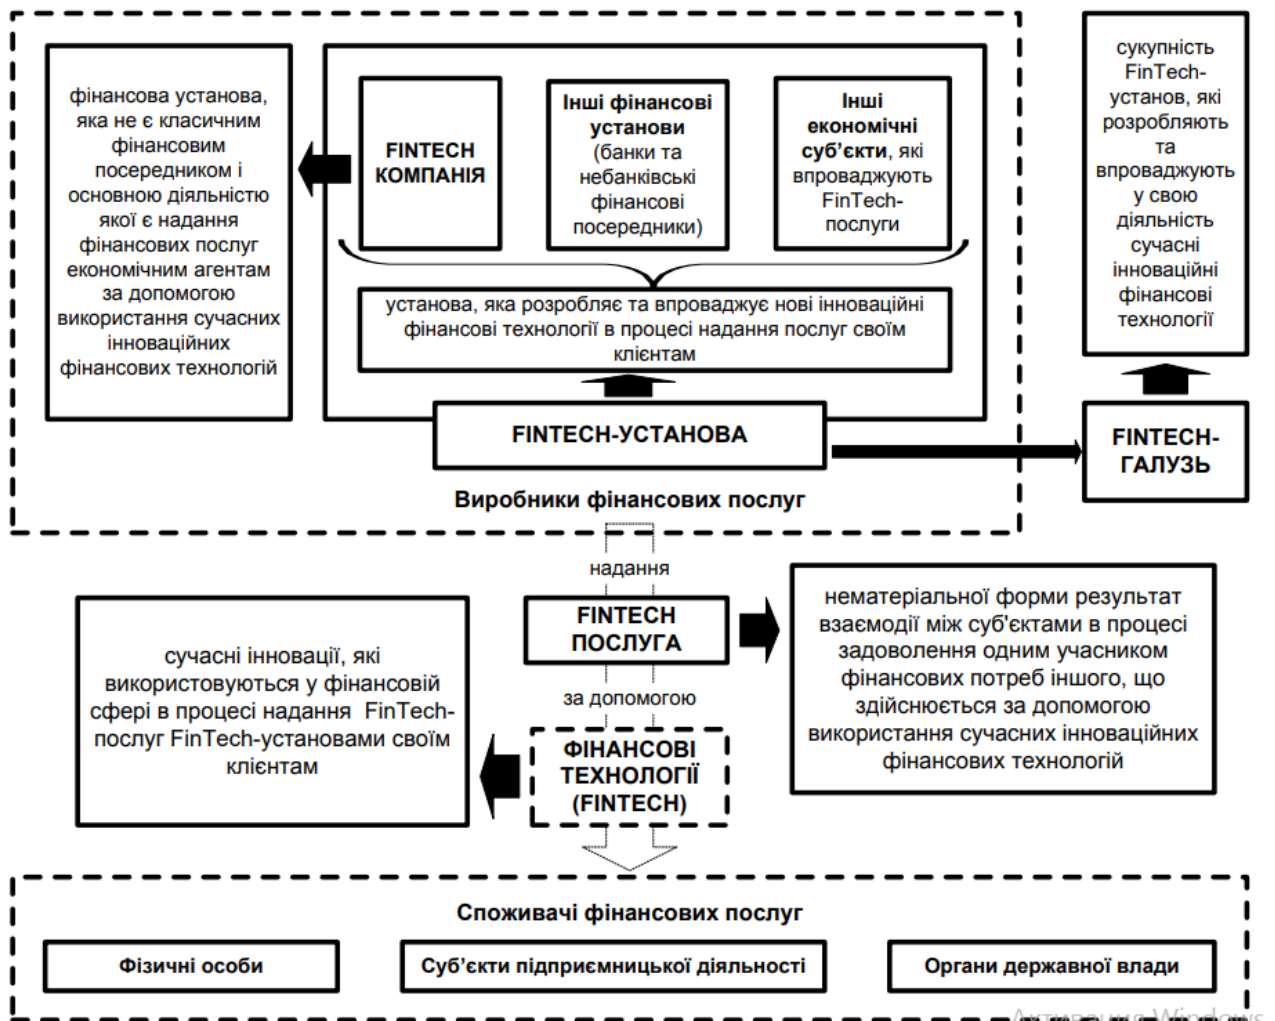 фінансова установа,
яка не є класичним
фінансовим
посередником і
основною діяльністю
якої є надання
фінансових послуг
економічним агентам
за допомогою
використання сучасних
інноваційних
фінансових технологій
FINTECH
КОМПАНІЯ
Інші фінансові
установи
(банки та
небанківські
фінансові
посередники)
Інші
економічні
суб’єкти, які
впроваджують
FinTech-
послуги
установа, яка розробляє та впроваджує нові інноваційні
фінансові технології в процесі надання послуг своїм
клієнтам
FINTECH-УСТАНОВА
Виробники фінансових послуг
сукупність
FinTech-
установ, які
розробляють
та
впроваджують
у свою
діяльність
сучасні
інноваційні
фінансові
технології
FINTECH-
ГАЛУЗЬ
надання
FINTECH
ПОСЛУГА
нематеріальної форми результат
взаємодії між суб'єктами в процесі
задоволення одним учасником
фінансових потреб іншого, що
здійснюється за допомогою
використання сучасних інноваційних
фінансових технологій
за допомогою
сучасні інновації, які
використовуються у фінансовій
сфері в процесі надання FinTech-
послуг FinTech-установами своїм
клієнтам
ФІНАНСОВІ
ТЕХНОЛОГІЇ
(FINTECH)
Споживачі фінансових послуг
Фізичні особи
Суб’єкти підприємницької діяльності
Органи державної влади
Активация Windows